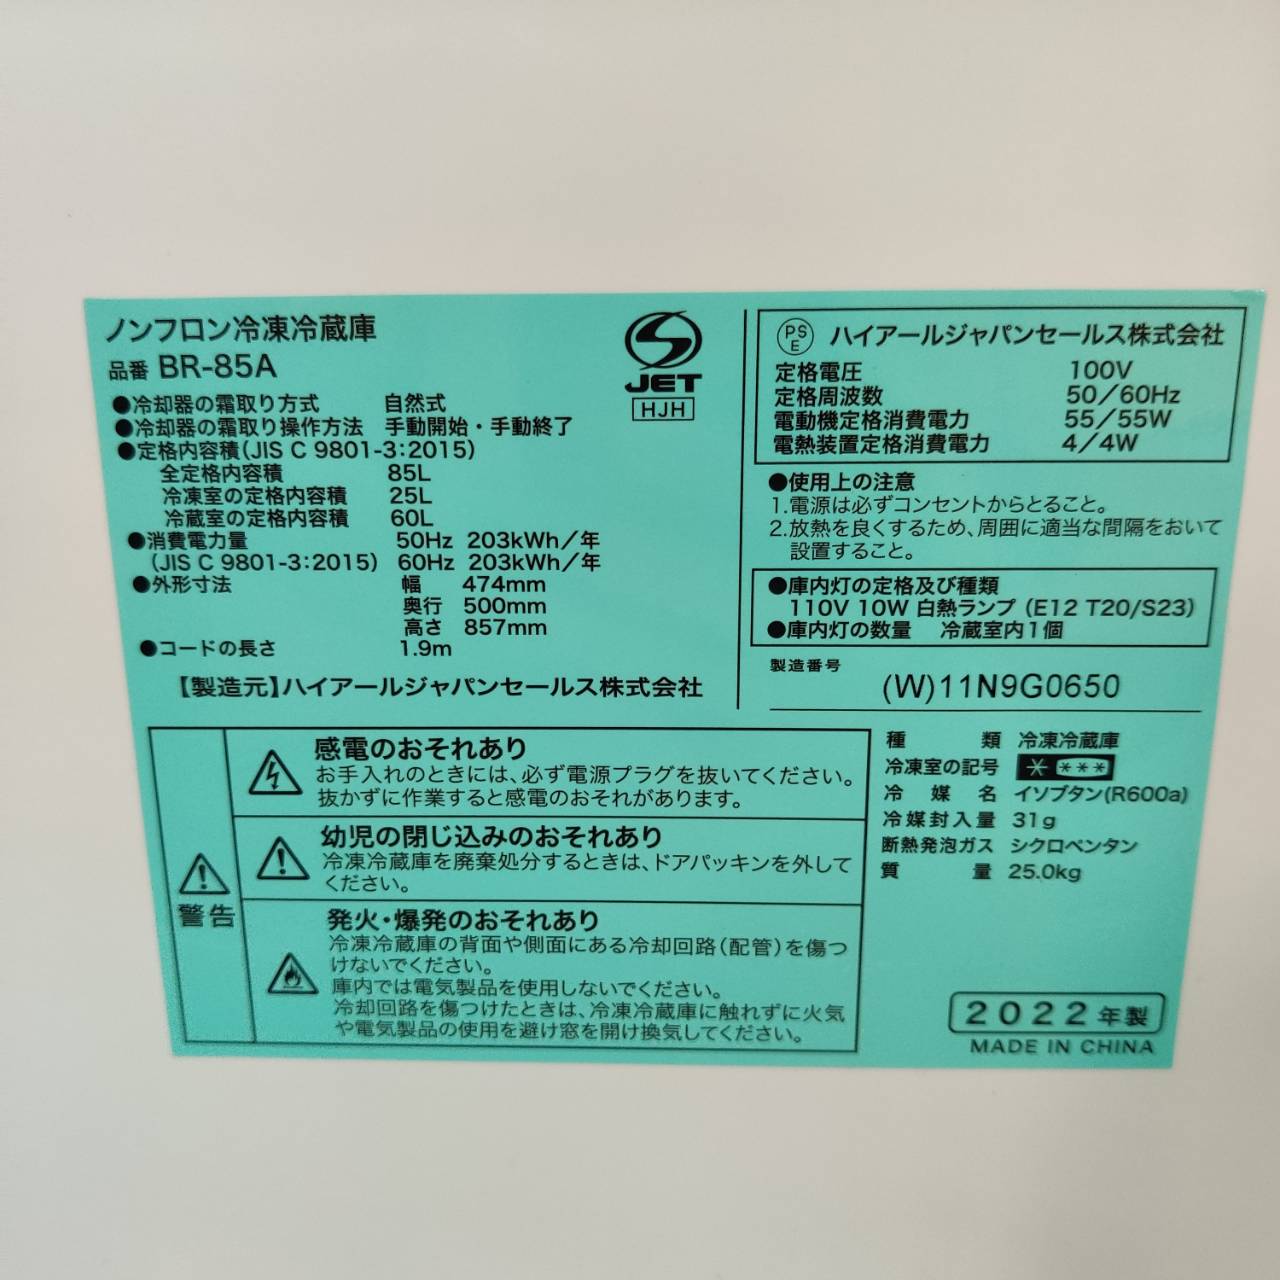 ノンフロン冷凍冷蔵庫
品番 BR-85A
●冷却器の霜取り方式 自然式
●冷却器の霜取り操作方法 手動開始・手動終了
●定格内容積(JIS C 9801-3:2015)
全定格内容積 85L
冷凍室の定格内容積 25L
冷蔵室の定格内容積 60L
●消費電力量 50Hz 203kWh/年
(JIS C 9801-3:2015) 60Hz 203kWh/年
●外形寸法 幅 474mm
奥行 500mm
高さ 857mm
●コードの長さ 1.9m
【製造元】ハイアールジャパンセールス株式会社
JET
HJH
PS
E
ハイアールジャパンセールス株式会社
定格電圧 100V
定格周波数 50/60Hz
電動機定格消費電力 55/55W
電熱装置定格消費電力 4/4W
●使用上の注意
1.電源は必ずコンセントからとること。
2.放熱を良くするため、周囲に適当な間隔をおいて
設置すること。
●庫内灯の定格及び種類
110V 10W 白熱ランプ(E12 T20/S23)
●庫内灯の数量 冷蔵室内1個
製造番号
(W)11N9G0650
警告
感電のおそれあり
お手入れのときには、必ず電源プラグを抜いてください。
抜かずに作業すると感電のおそれがあります。
幼児の閉じ込みのおそれあり
冷凍冷蔵庫を廃棄処分するときは、ドアパッキンを外して
ください。
発火・爆発のおそれあり
冷凍冷蔵庫の背面や側面にある冷却回路(配管)を傷つ
けないでください。
庫内では電気製品を使用しないでください。
冷却回路を傷つけたときは、冷凍冷蔵庫に触れずに火気
や電気製品の使用を避け窓を開け換気してください。
種類 冷凍冷蔵庫
冷凍室の記号 * ***
冷媒名 イソブタン(R600a)
冷媒封入量 31g
断熱発泡ガス シクロペンタン
質量 25.0kg
2022年製
MADE IN CHINA